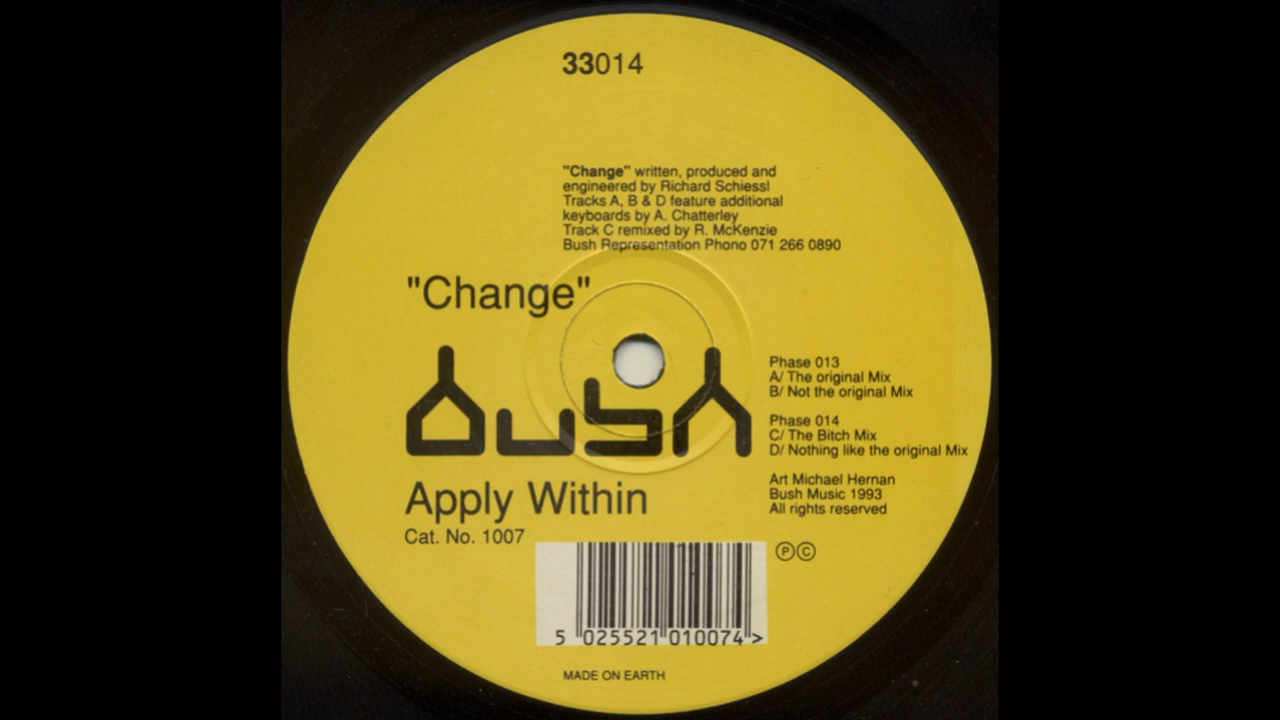 33014
"Change" written, produced and
engineered by Richard Schiessl
Tracks A, B & D feature additional
keyboards by A. Chatterley
Track C remixed by R. McKenzie
Bush Representation Phono 071 266 0890
"Change"
bush
Apply Within
Cat. No. 1007
Phase 013
A/ The original Mix
B/ Not the original Mix
Phase 014
C/ The Bitch Mix
D/ Nothing like the original Mix
Art Michael Hernan
Bush Music 1993
All rights reserved
Ⓟ Ⓒ
5 025521 010074 >
MADE ON EARTH